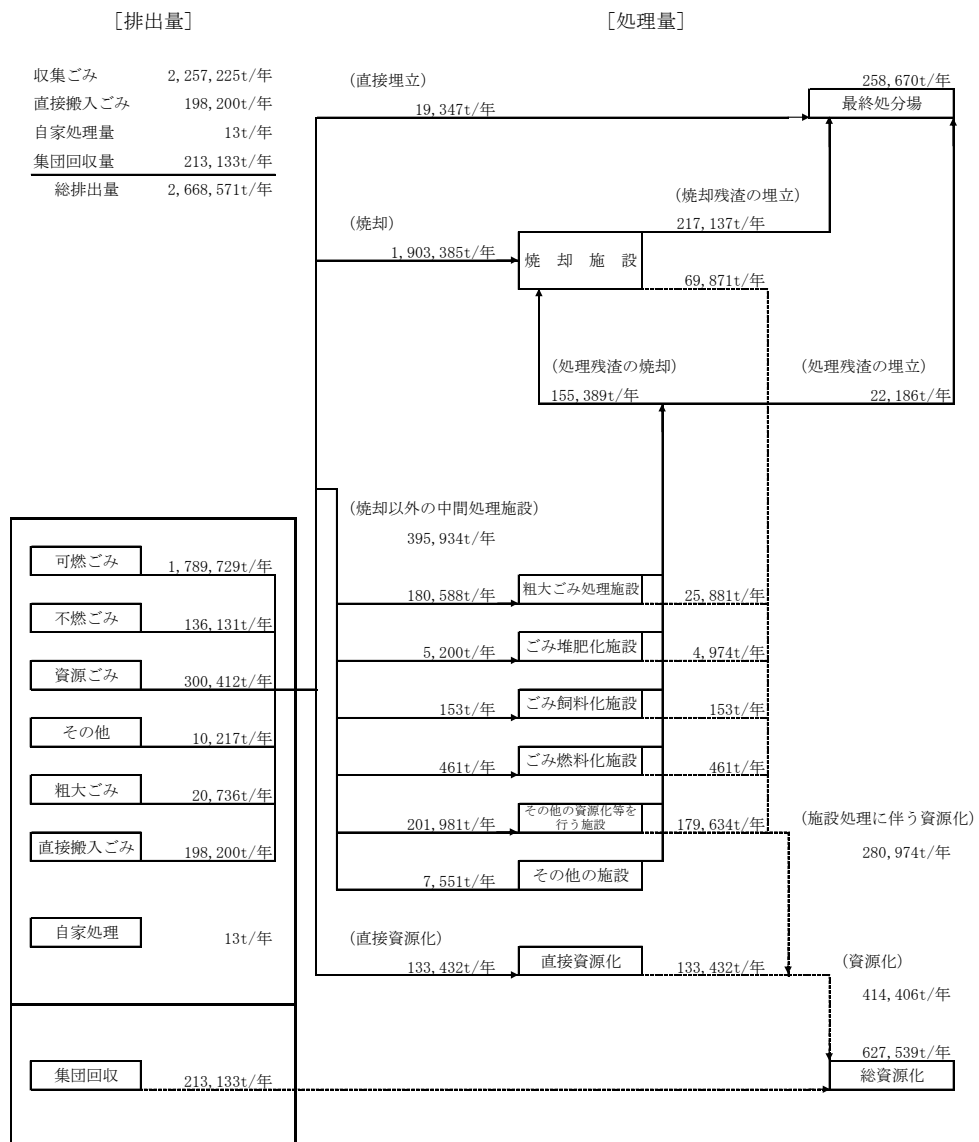 ［排出量］
［処理量］
収集ごみ 2,257,225t/年
直接搬入ごみ 198,200t/年
自家処理量 13t/年
集団回収量 213,133t/年
総排出量 2,668,571t/年
（直接埋立）
19,347t/年
258,670t/年
最終処分場
（焼却残渣の埋立）
217,137t/年
（焼却）
1,903,385t/年
焼却施設
69,871t/年
（処理残渣の焼却）
155,389t/年
（処理残渣の埋立）
22,186t/年
（焼却以外の中間処理施設）
395,934t/年
可燃ごみ 1,789,729t/年
不燃ごみ 136,131t/年
資源ごみ 300,412t/年
その他 10,217t/年
粗大ごみ 20,736t/年
直接搬入ごみ 198,200t/年
自家処理 13t/年
180,588t/年 粗大ごみ処理施設 25,881t/年
5,200t/年 ごみ堆肥化施設 4,974t/年
153t/年 ごみ飼料化施設 153t/年
461t/年 ごみ燃料化施設 461t/年
201,981t/年 その他の資源化等を
行う施設 179,634t/年
7,551t/年 その他の施設
（施設処理に伴う資源化）
280,974t/年
（直接資源化）
133,432t/年 直接資源化 133,432t/年
（資源化）
414,406t/年
集団回収 213,133t/年
627,539t/年
総資源化